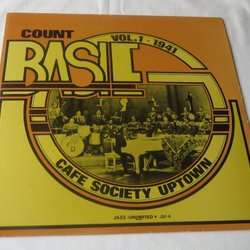 COUNT
BASIE
VOL.1 - 1941
CAFE SOCIETY UPTOWN
JAZZ-UNLIMITED • JU-4